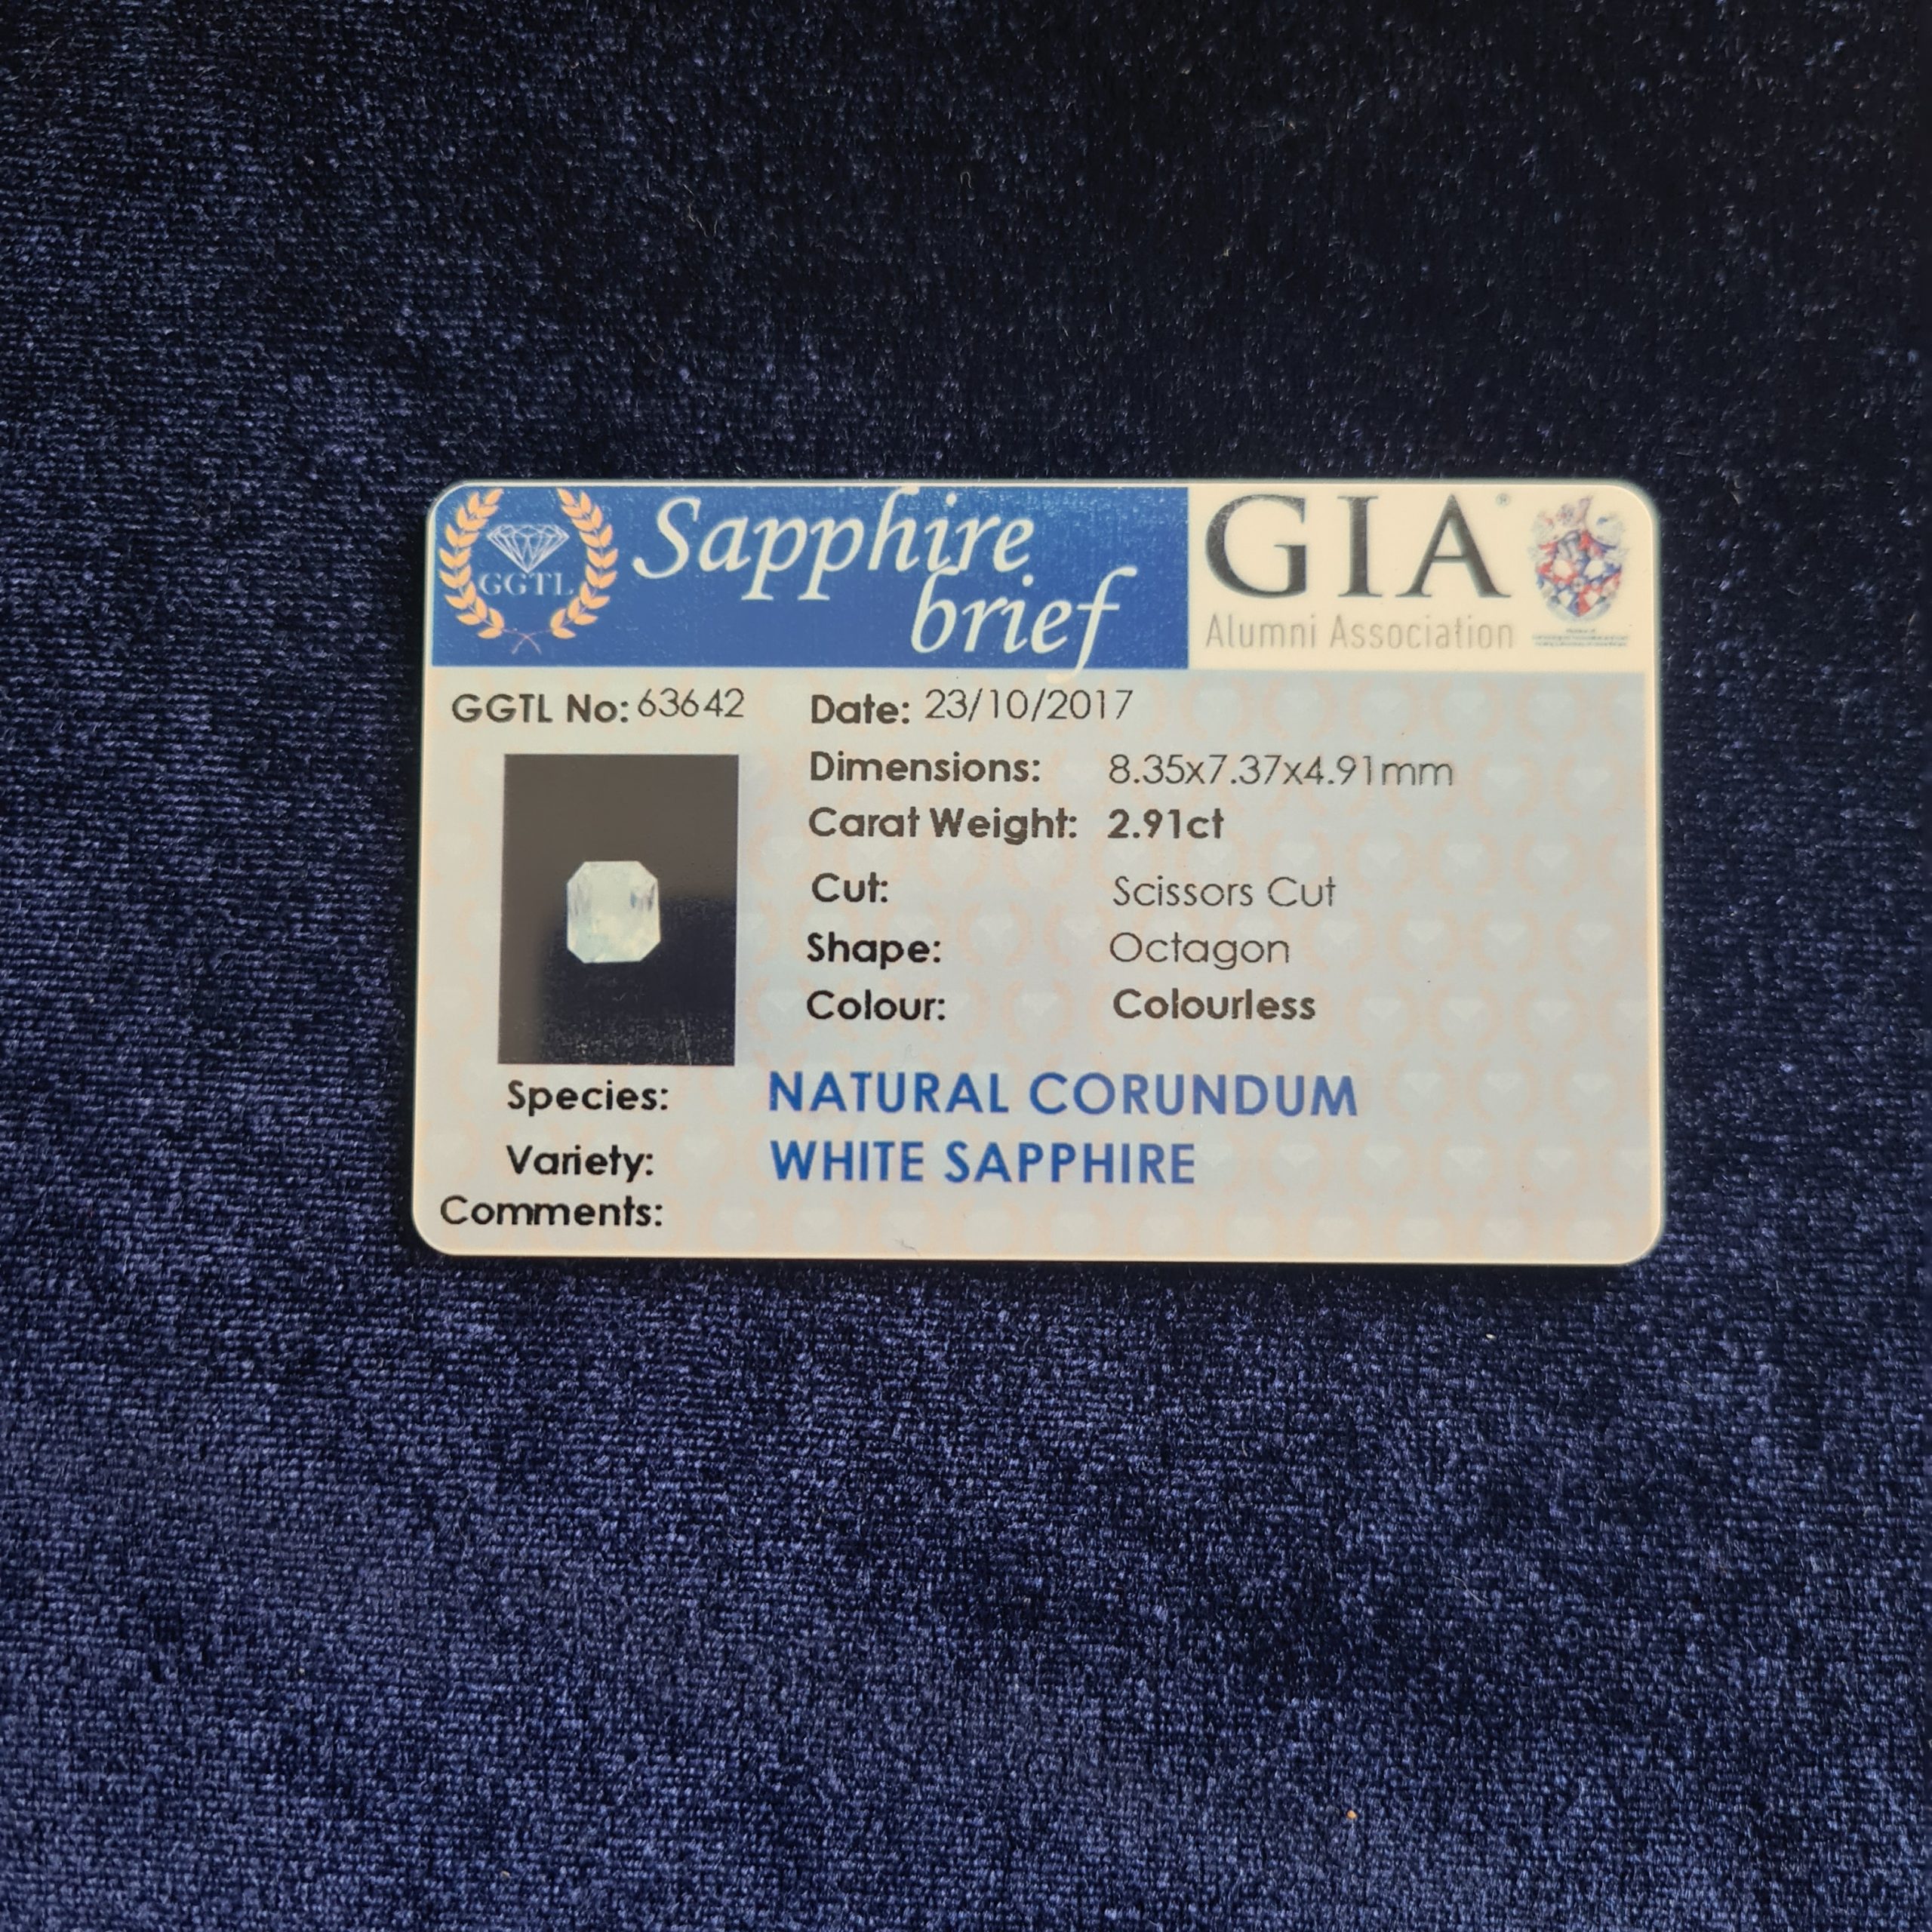 GGTL
Sapphire
brief
GIA®
Alumni Association
GGTL No: 63642 Date: 23/10/2017
Dimensions: 8.35x7.37x4.91mm
Carat Weight: 2.91ct
Cut: Scissors Cut
Shape: Octagon
Colour: Colourless
Species: NATURAL CORUNDUM
Variety: WHITE SAPPHIRE
Comments: